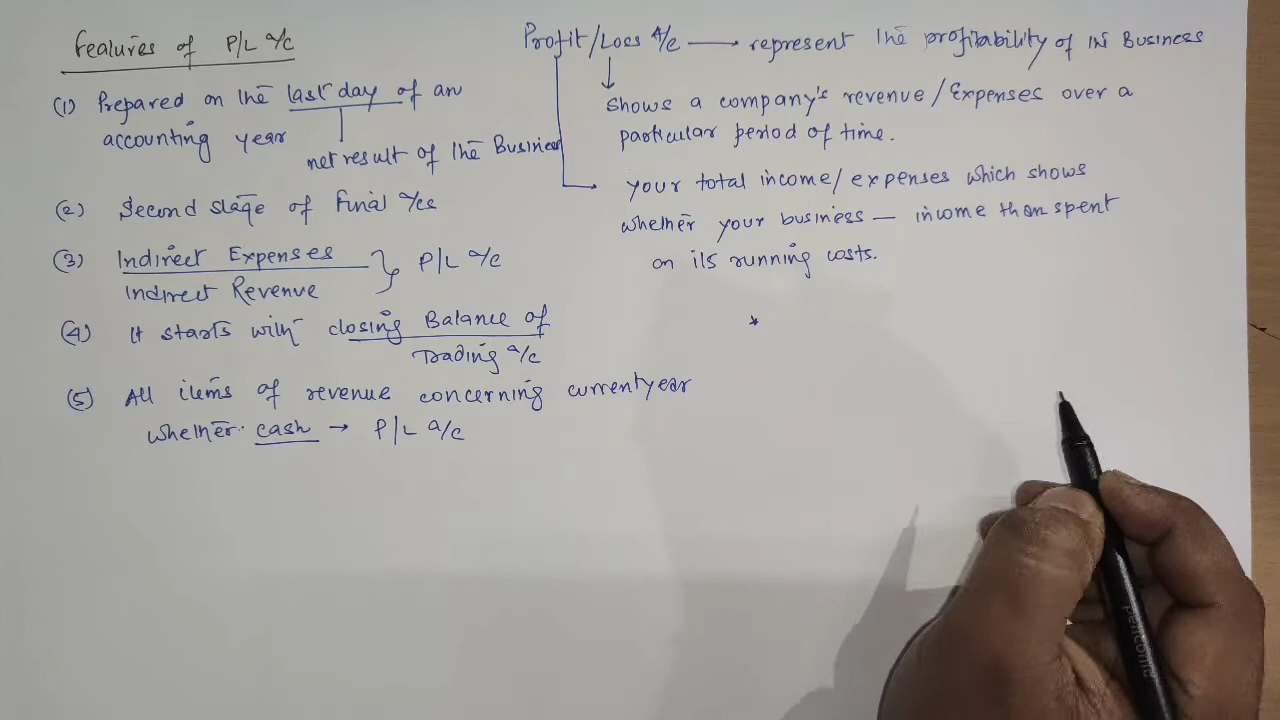 Features of P/L a/c
(1) Prepared on the last day of an
accounting year
net result of the Business
(2) Second stage of Final a/cs
(3) Indirect Expenses
Indirect Revenue } P/L a/c
(4) It starts with closing Balance of
Trading a/c
(5) All items of revenue concerning current year
whether cash → P/L a/c
Profit/Loss A/c → represent the profitability of the Business
shows a company's revenue/Expenses over a
particular period of time.
your total income/expenses which shows
whether your business — income than spent
on its running costs.
*
pentonic